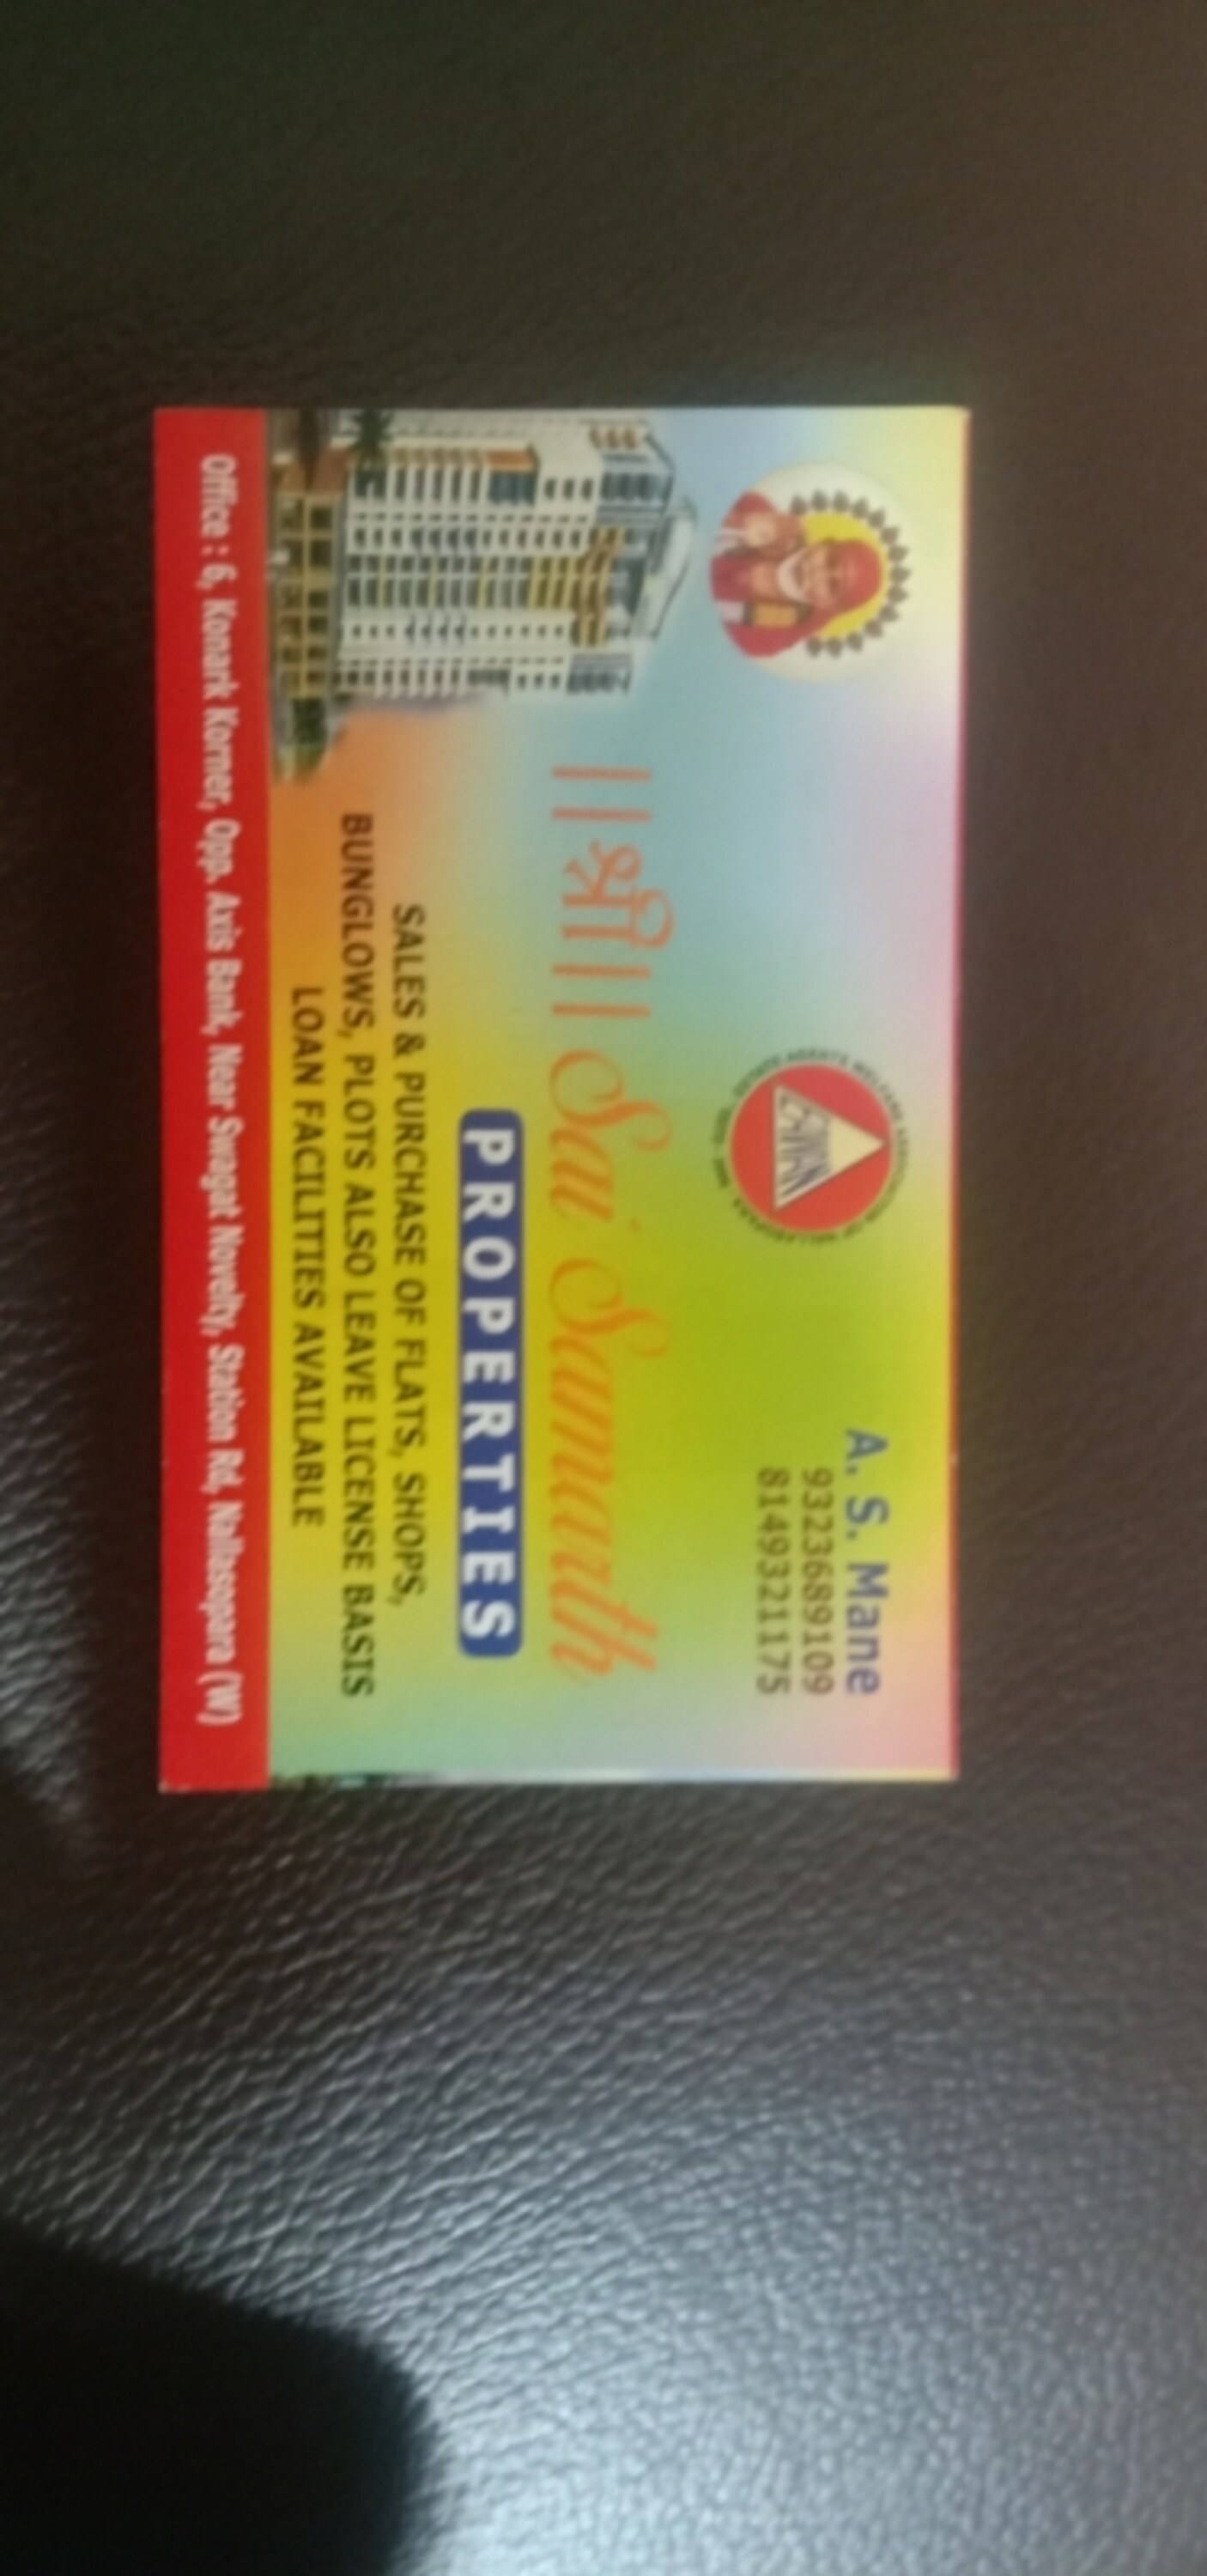 A. S. Mane
9323689109
8149321175
||श्री|| Sai Samarth
PROPERTIES
SALES & PURCHASE OF FLATS, SHOPS,
BUNGLOWS, PLOTS ALSO LEAVE LICENSE BASIS
LOAN FACILITIES AVAILABLE
Office : 6, Konark Korner, Opp. Axis Bank, Near Swagat Novelty, Station Rd, Nallasopara (W)